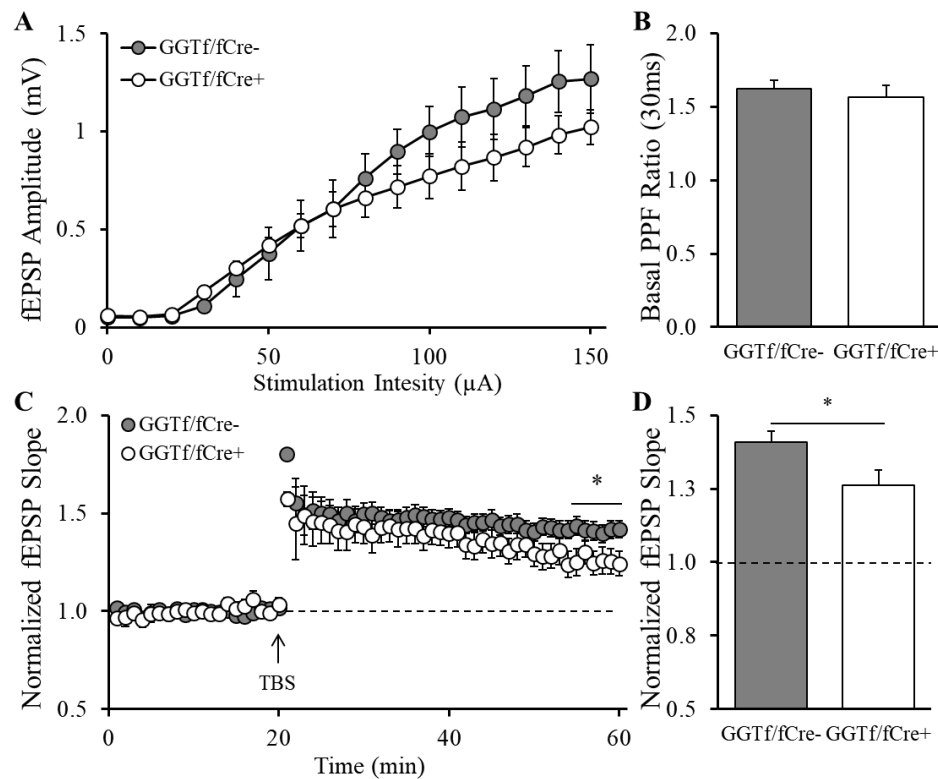 A
fEPSP Amplitude (mV)
1.5
1
0.5
0
GGTf/fCre-
GGTf/fCre+
0 50 100 150
Stimulation Intesity (µA)
B
Basal PPF Ratio (30ms)
2.0
1.5
1.0
0.5
0.0
GGTf/fCre- GGTf/fCre+
C
Normalized fEPSP Slope
2.0
1.5
1.0
0.5
GGTf/fCre-
GGTf/fCre+
*
TBS
0 20 40 60
Time (min)
D
Normalized fEPSP Slope
1.5
1.3
1.0
0.8
0.5
*
GGTf/fCre- GGTf/fCre+